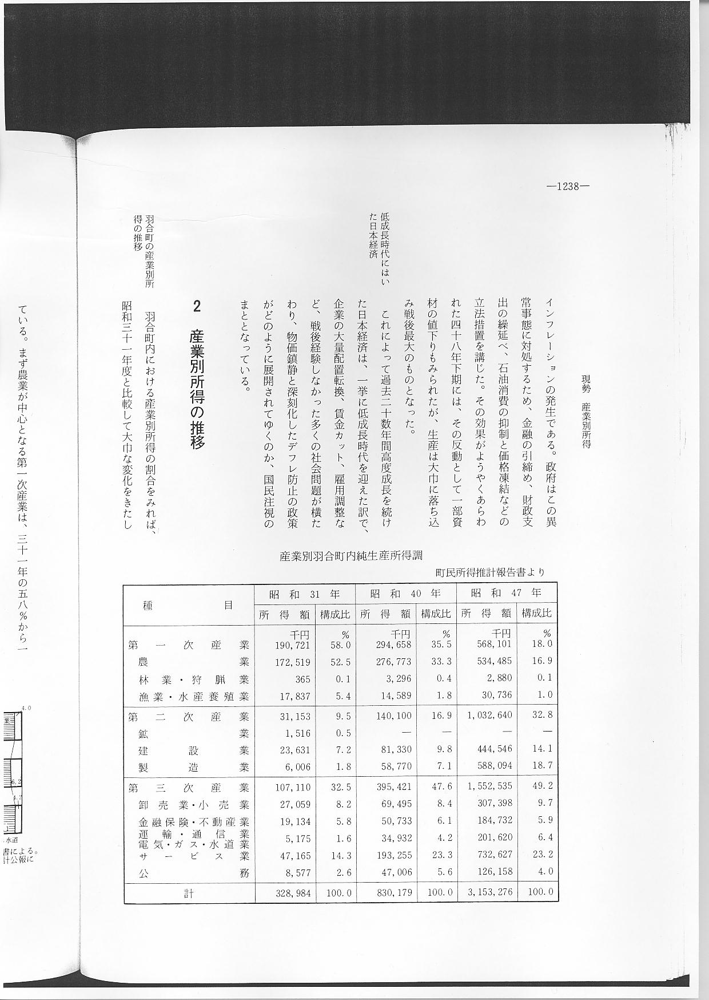 ―1238―
現勢　産業別所得
インフレーションの発生である。政府はこの異
常事態に対処するため、金融の引締め、財政支
出の繰延べ、石油消費の抑制と価格凍結などの
立法措置を講じた。その効果がようやくあらわ
れた四十八年下期には、その反動として一部資
材の値下りもみられたが、生産は大巾に落ち込
み戦後最大のものとなった。
低成長時代にはい
た日本経済
これによって過去二十数年間高度成長を続け
た日本経済は、一挙に低成長時代を迎えた訳で、
企業の大量配置転換、賃金カット、雇用調整な
ど、戦後経験しなかった多くの社会問題が横た
わり、物価鎮静と深刻化したデフレ防止の政策
がどのように展開されてゆくのか、国民注視の
まととなっている。
2　産業別所得の推移
羽合町の産業別所
得の推移
羽合町内における産業別所得の割合をみれば、
昭和三十一年度と比較して大巾な変化をきたし
産業別羽合町内純生産所得調
町民所得推計報告書より
種目 昭和31年 昭和40年 昭和47年
所得額 構成比 所得額 構成比 所得額 構成比
千円 % 千円 % 千円 %
第一次産業 190,721 58.0 294,658 35.5 568,101 18.0
農業 172,519 52.5 276,773 33.3 534,485 16.9
林業・狩猟業 365 0.1 3,296 0.4 2,880 0.1
漁業・水産養殖業 17,837 5.4 14,589 1.8 30,736 1.0
第二次産業 31,153 9.5 140,100 16.9 1,032,640 32.8
鉱業 1,516 0.5 ― ― ― ―
建設業 23,631 7.2 81,330 9.8 444,546 14.1
製造業 6,006 1.8 58,770 7.1 588,094 18.7
第三次産業 107,110 32.5 395,421 47.6 1,552,535 49.2
卸売業・小売業 27,059 8.2 69,495 8.4 307,398 9.7
金融保険・不動産業 19,134 5.8 50,733 6.1 184,732 5.9
運輸・通信業
電気・ガス・水道業 5,175 1.6 34,932 4.2 201,620 6.4
サービス業 47,165 14.3 193,255 23.3 732,627 23.2
公務 8,577 2.6 47,006 5.6 126,158 4.0
計 328,984 100.0 830,179 100.0 3,153,276 100.0
ている。まず農業が中心となる第一次産業は、三十一年の五八%から一
4.0
業
6.2
4.2
水道
書による。
計公報に